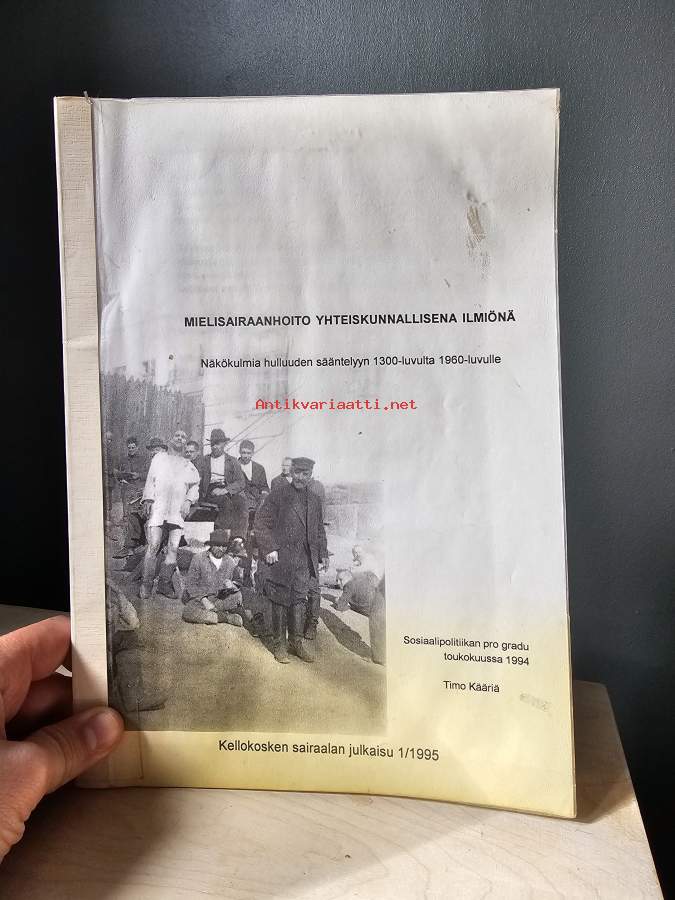 MIELISAIRAANHOITO YHTEISKUNNALLISENA ILMIÖNÄ
Näkökulmia hulluuden sääntelyyn 1300-luvulta 1960-luvulle
Antikvariaatti.net
Sosiaalipolitiikan pro gradu
toukokuussa 1994
Timo Kääriä
Kellokosken sairaalan julkaisu 1/1995